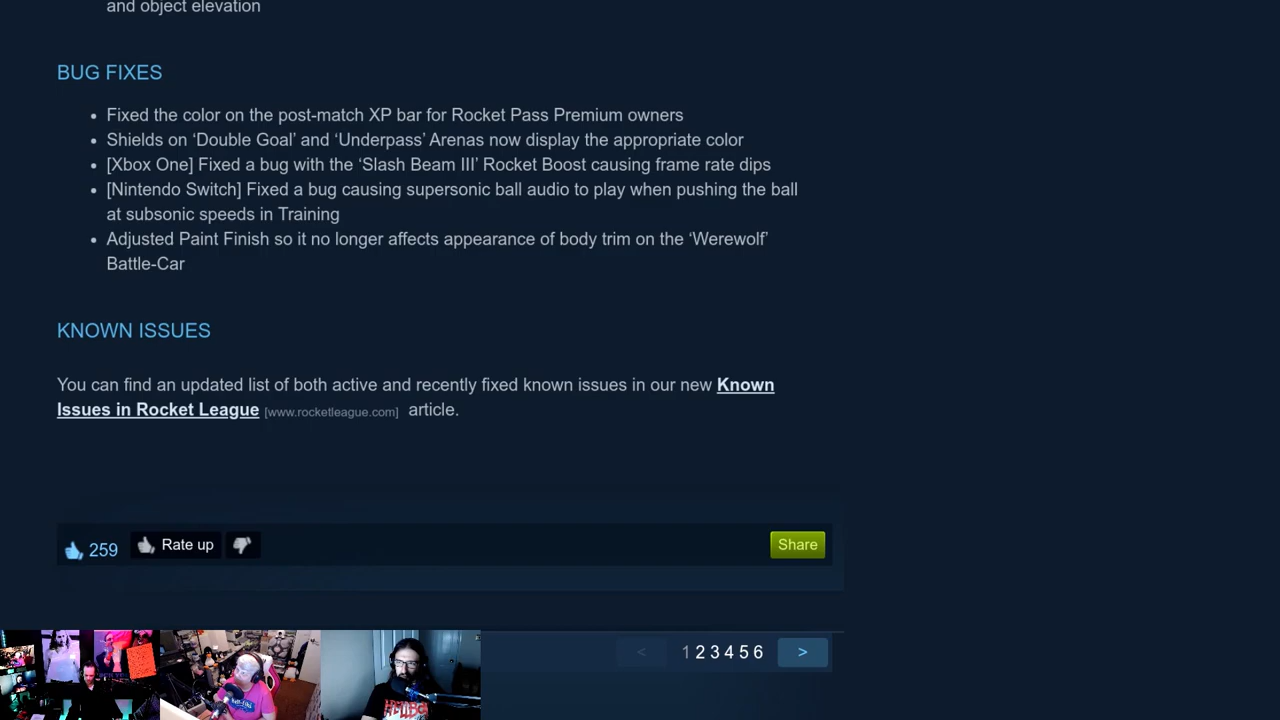 and object elevation
BUG FIXES
• Fixed the color on the post-match XP bar for Rocket Pass Premium owners
• Shields on ‘Double Goal’ and ‘Underpass’ Arenas now display the appropriate color
• [Xbox One] Fixed a bug with the ‘Slash Beam III’ Rocket Boost causing frame rate dips
• [Nintendo Switch] Fixed a bug causing supersonic ball audio to play when pushing the ball
at subsonic speeds in Training
• Adjusted Paint Finish so it no longer affects appearance of body trim on the ‘Werewolf’
Battle-Car
KNOWN ISSUES
You can find an updated list of both active and recently fixed known issues in our new Known
Issues in Rocket League [www.rocketleague.com] article.
259 Rate up Share
< 1 2 3 4 5 6 >